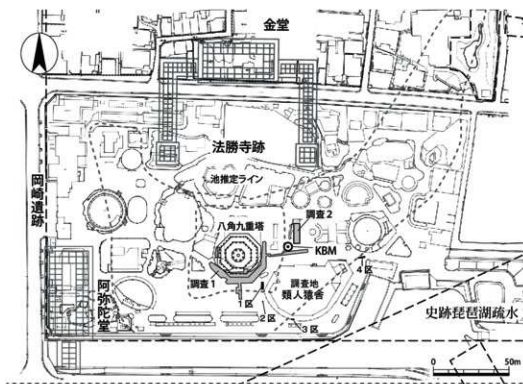 金堂
法勝寺跡
岡崎遺跡
池推定ライン
八角九重塔
調査2
KBM
阿弥陀堂
調査1
調査地
類人猿舎
1区
2区
3区
4区
史跡琵琶湖疏水
0 50m